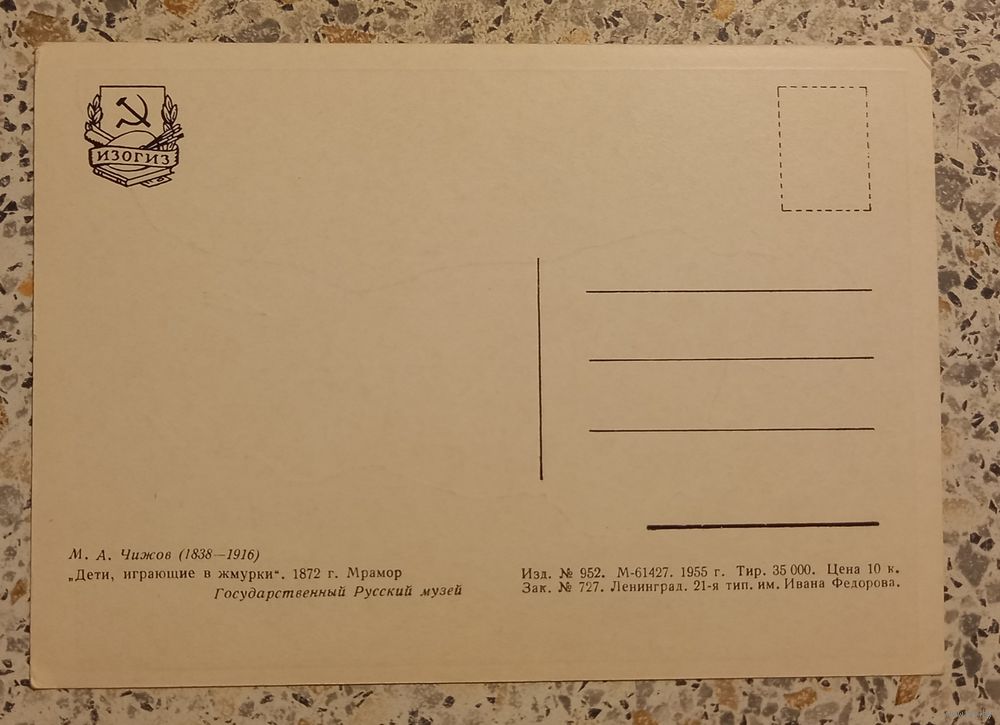 ИЗОГИЗ
М. А. Чижов (1838—1916)
„Дети, играющие в жмурки“. 1872 г. Мрамор
Государственный Русский музей
Изд. № 952. М-61427. 1955 г. Тир. 35 000. Цена 10 к.
Зак. № 727. Ленинград. 21-я тип. им. Ивана Федорова.